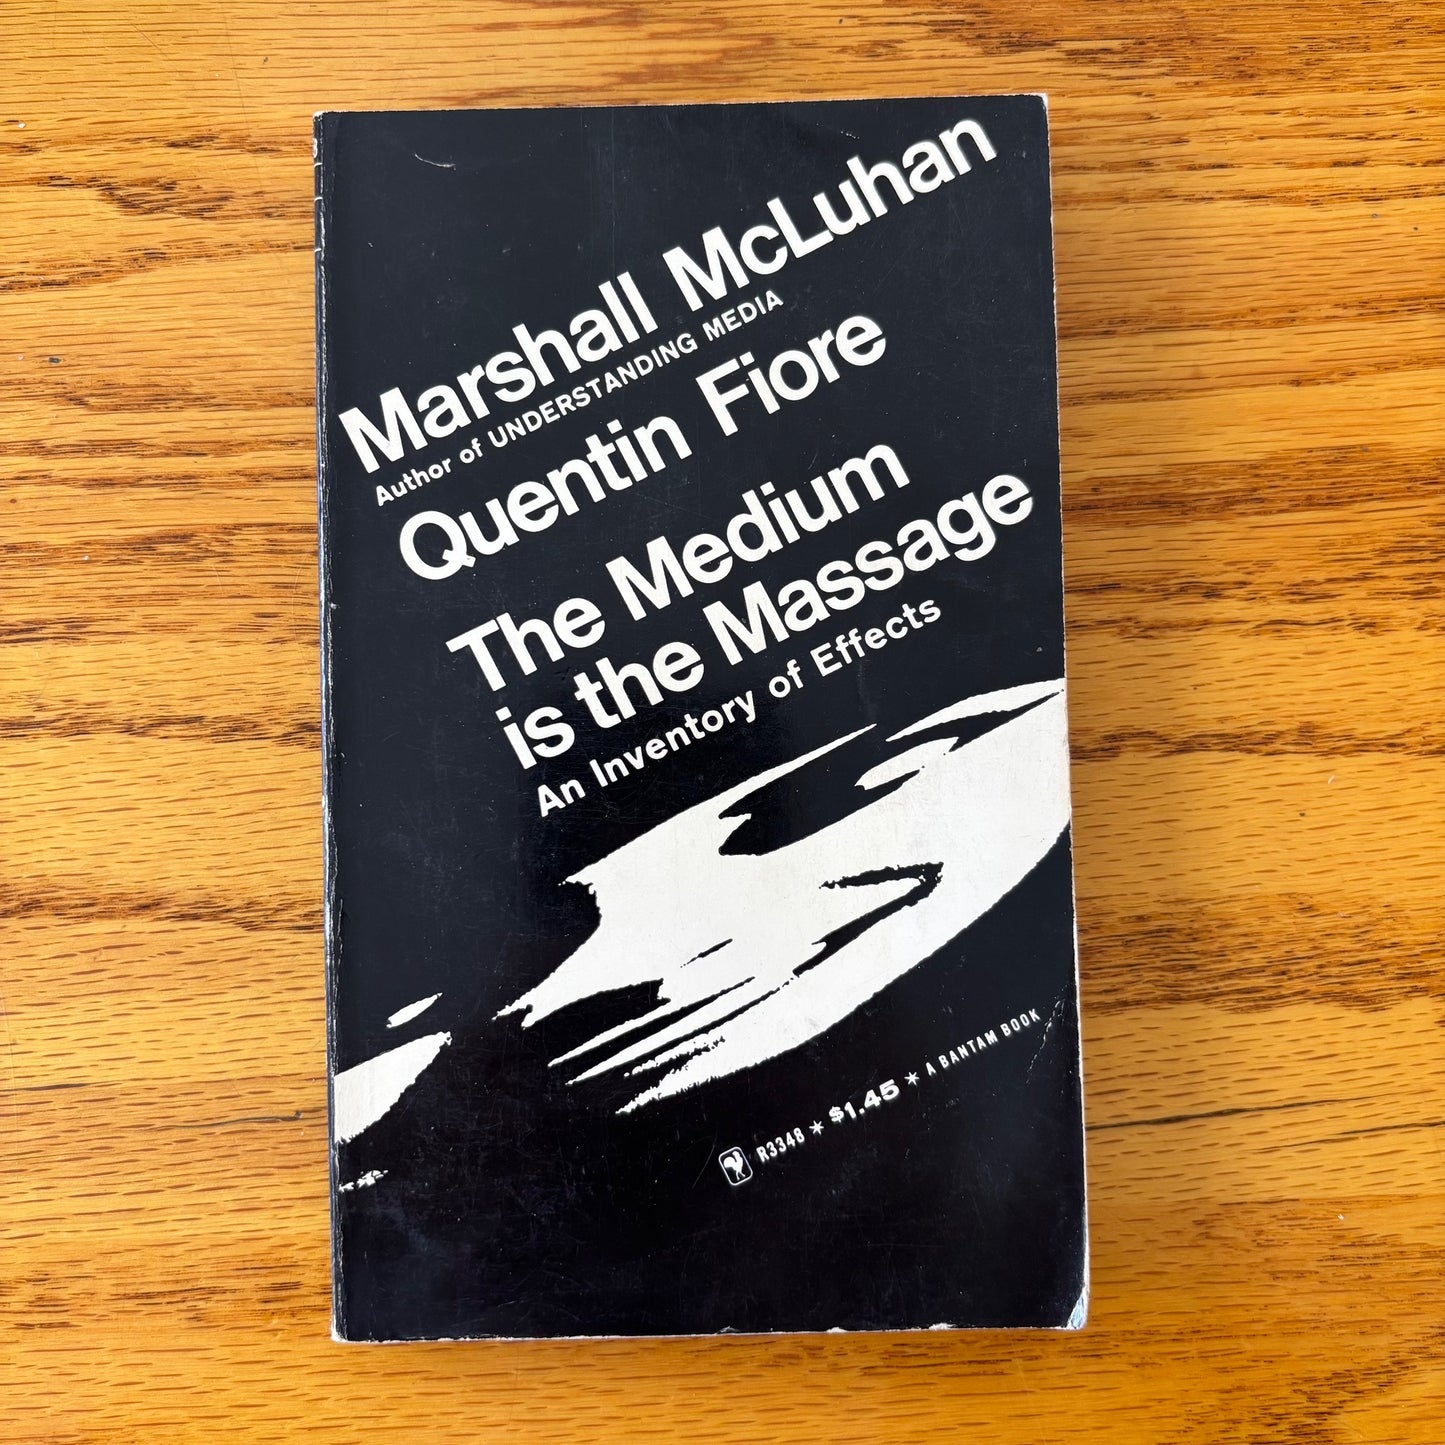 Marshall McLuhan
Author of UNDERSTANDING MEDIA
Quentin Fiore
The Medium
is the Massage
An Inventory of Effects
R3348 * $1.45 * A BANTAM BOOK